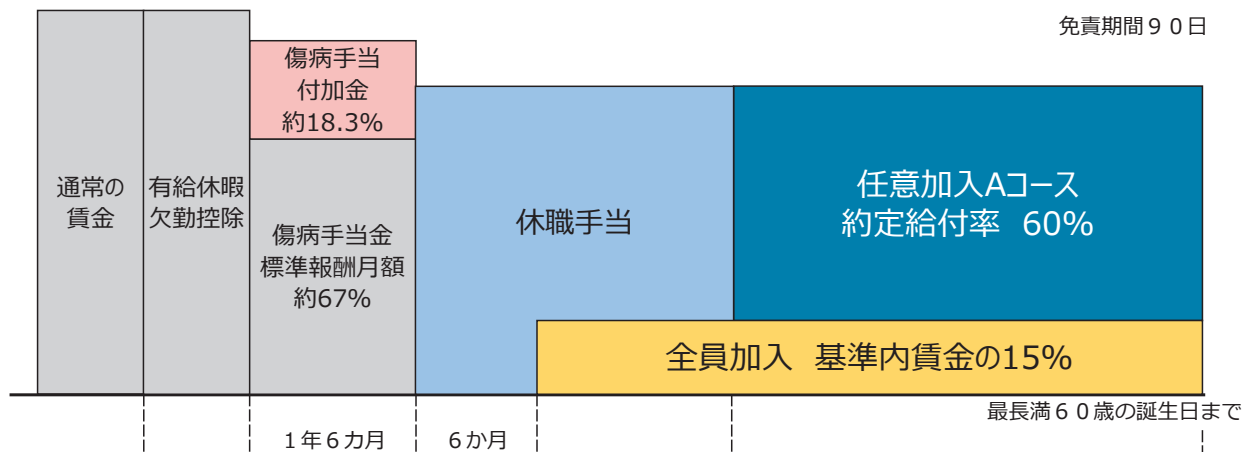 免責期間９０日
傷病手当
付加金
約18.3%
通常の
賃金
有給休暇
欠勤控除
傷病手当金
標準報酬月額
約67%
休職手当
任意加入Aコース
約定給付率　60%
全員加入　基準内賃金の15%
最長満６０歳の誕生日まで
１年６カ月
６か月